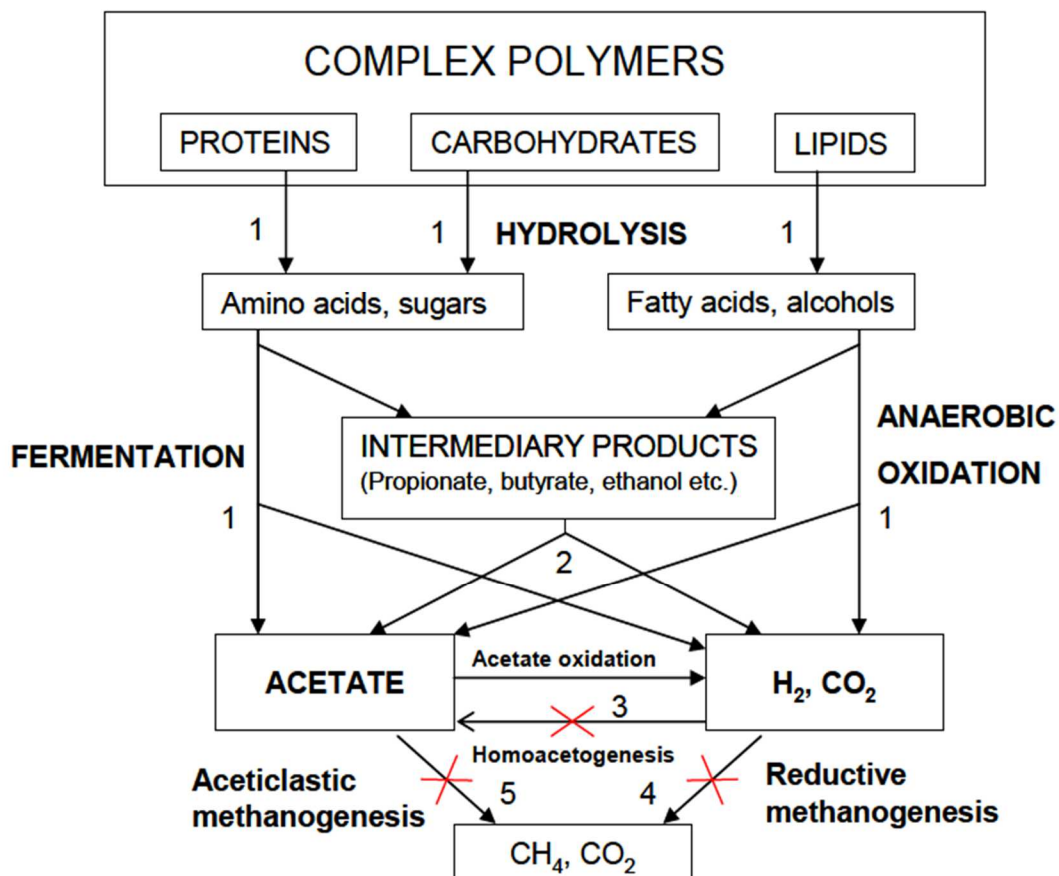 COMPLEX POLYMERS
PROTEINS
CARBOHYDRATES
LIPIDS
1
1
HYDROLYSIS
1
Amino acids, sugars
Fatty acids, alcohols
INTERMEDIARY PRODUCTS
(Propionate, butyrate, ethanol etc.)
FERMENTATION
ANAEROBIC
OXIDATION
1
1
2
ACETATE
Acetate oxidation
H₂, CO₂
3
Homoacetogenesis
Aceticlastic
methanogenesis
5
4
Reductive
methanogenesis
CH₄, CO₂